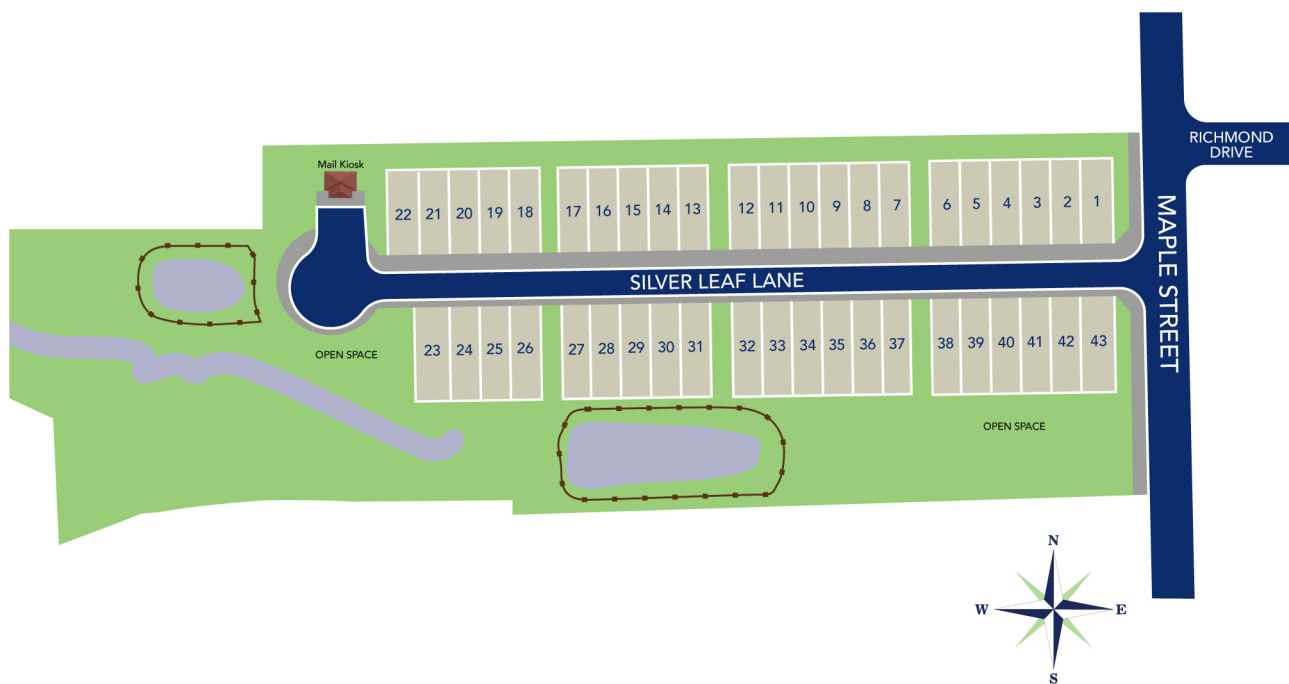 RICHMOND
DRIVE
Mail Kiosk
22 21 20 19 18 17 16 15 14 13 12 11 10 9 8 7 6 5 4 3 2 1
MAPLE STREET
SILVER LEAF LANE
OPEN SPACE
23 24 25 26 27 28 29 30 31 32 33 34 35 36 37 38 39 40 41 42 43
OPEN SPACE
N
W E
S